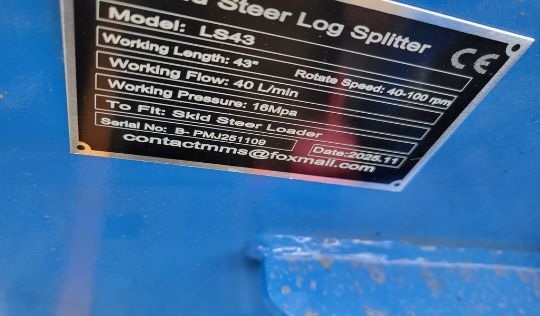 Steer Log Splitter
Model: LS43
CE
Working Length: 43"
Rotate Speed: 40-100 rpm
Working Flow: 40 L/min
Working Pressure: 16Mpa
To Fit: Skid Steer Loader
Serial No: B- PMJ251109
Date:2025.11
contactmms@foxmail.com